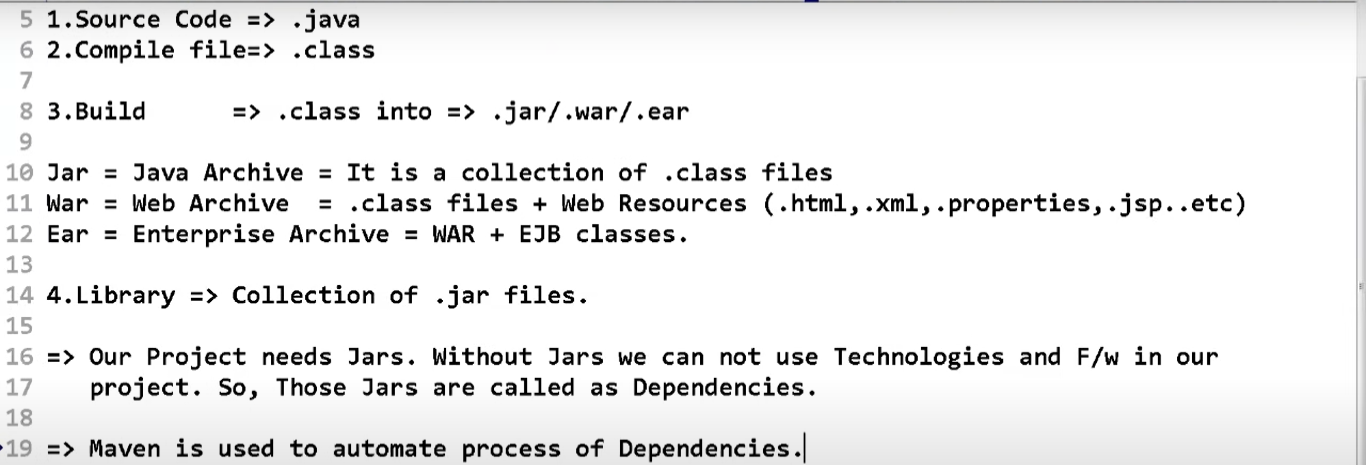 5 1.Source Code => .java
6 2.Compile file=> .class
7
8 3.Build => .class into => .jar/.war/.ear
9
10 Jar = Java Archive = It is a collection of .class files
11 War = Web Archive = .class files + Web Resources (.html,.xml,.properties,.jsp..etc)
12 Ear = Enterprise Archive = WAR + EJB classes.
13
14 4.Library => Collection of .jar files.
15
16 => Our Project needs Jars. Without Jars we can not use Technologies and F/w in our
17 project. So, Those Jars are called as Dependencies.
18
19 => Maven is used to automate process of Dependencies.